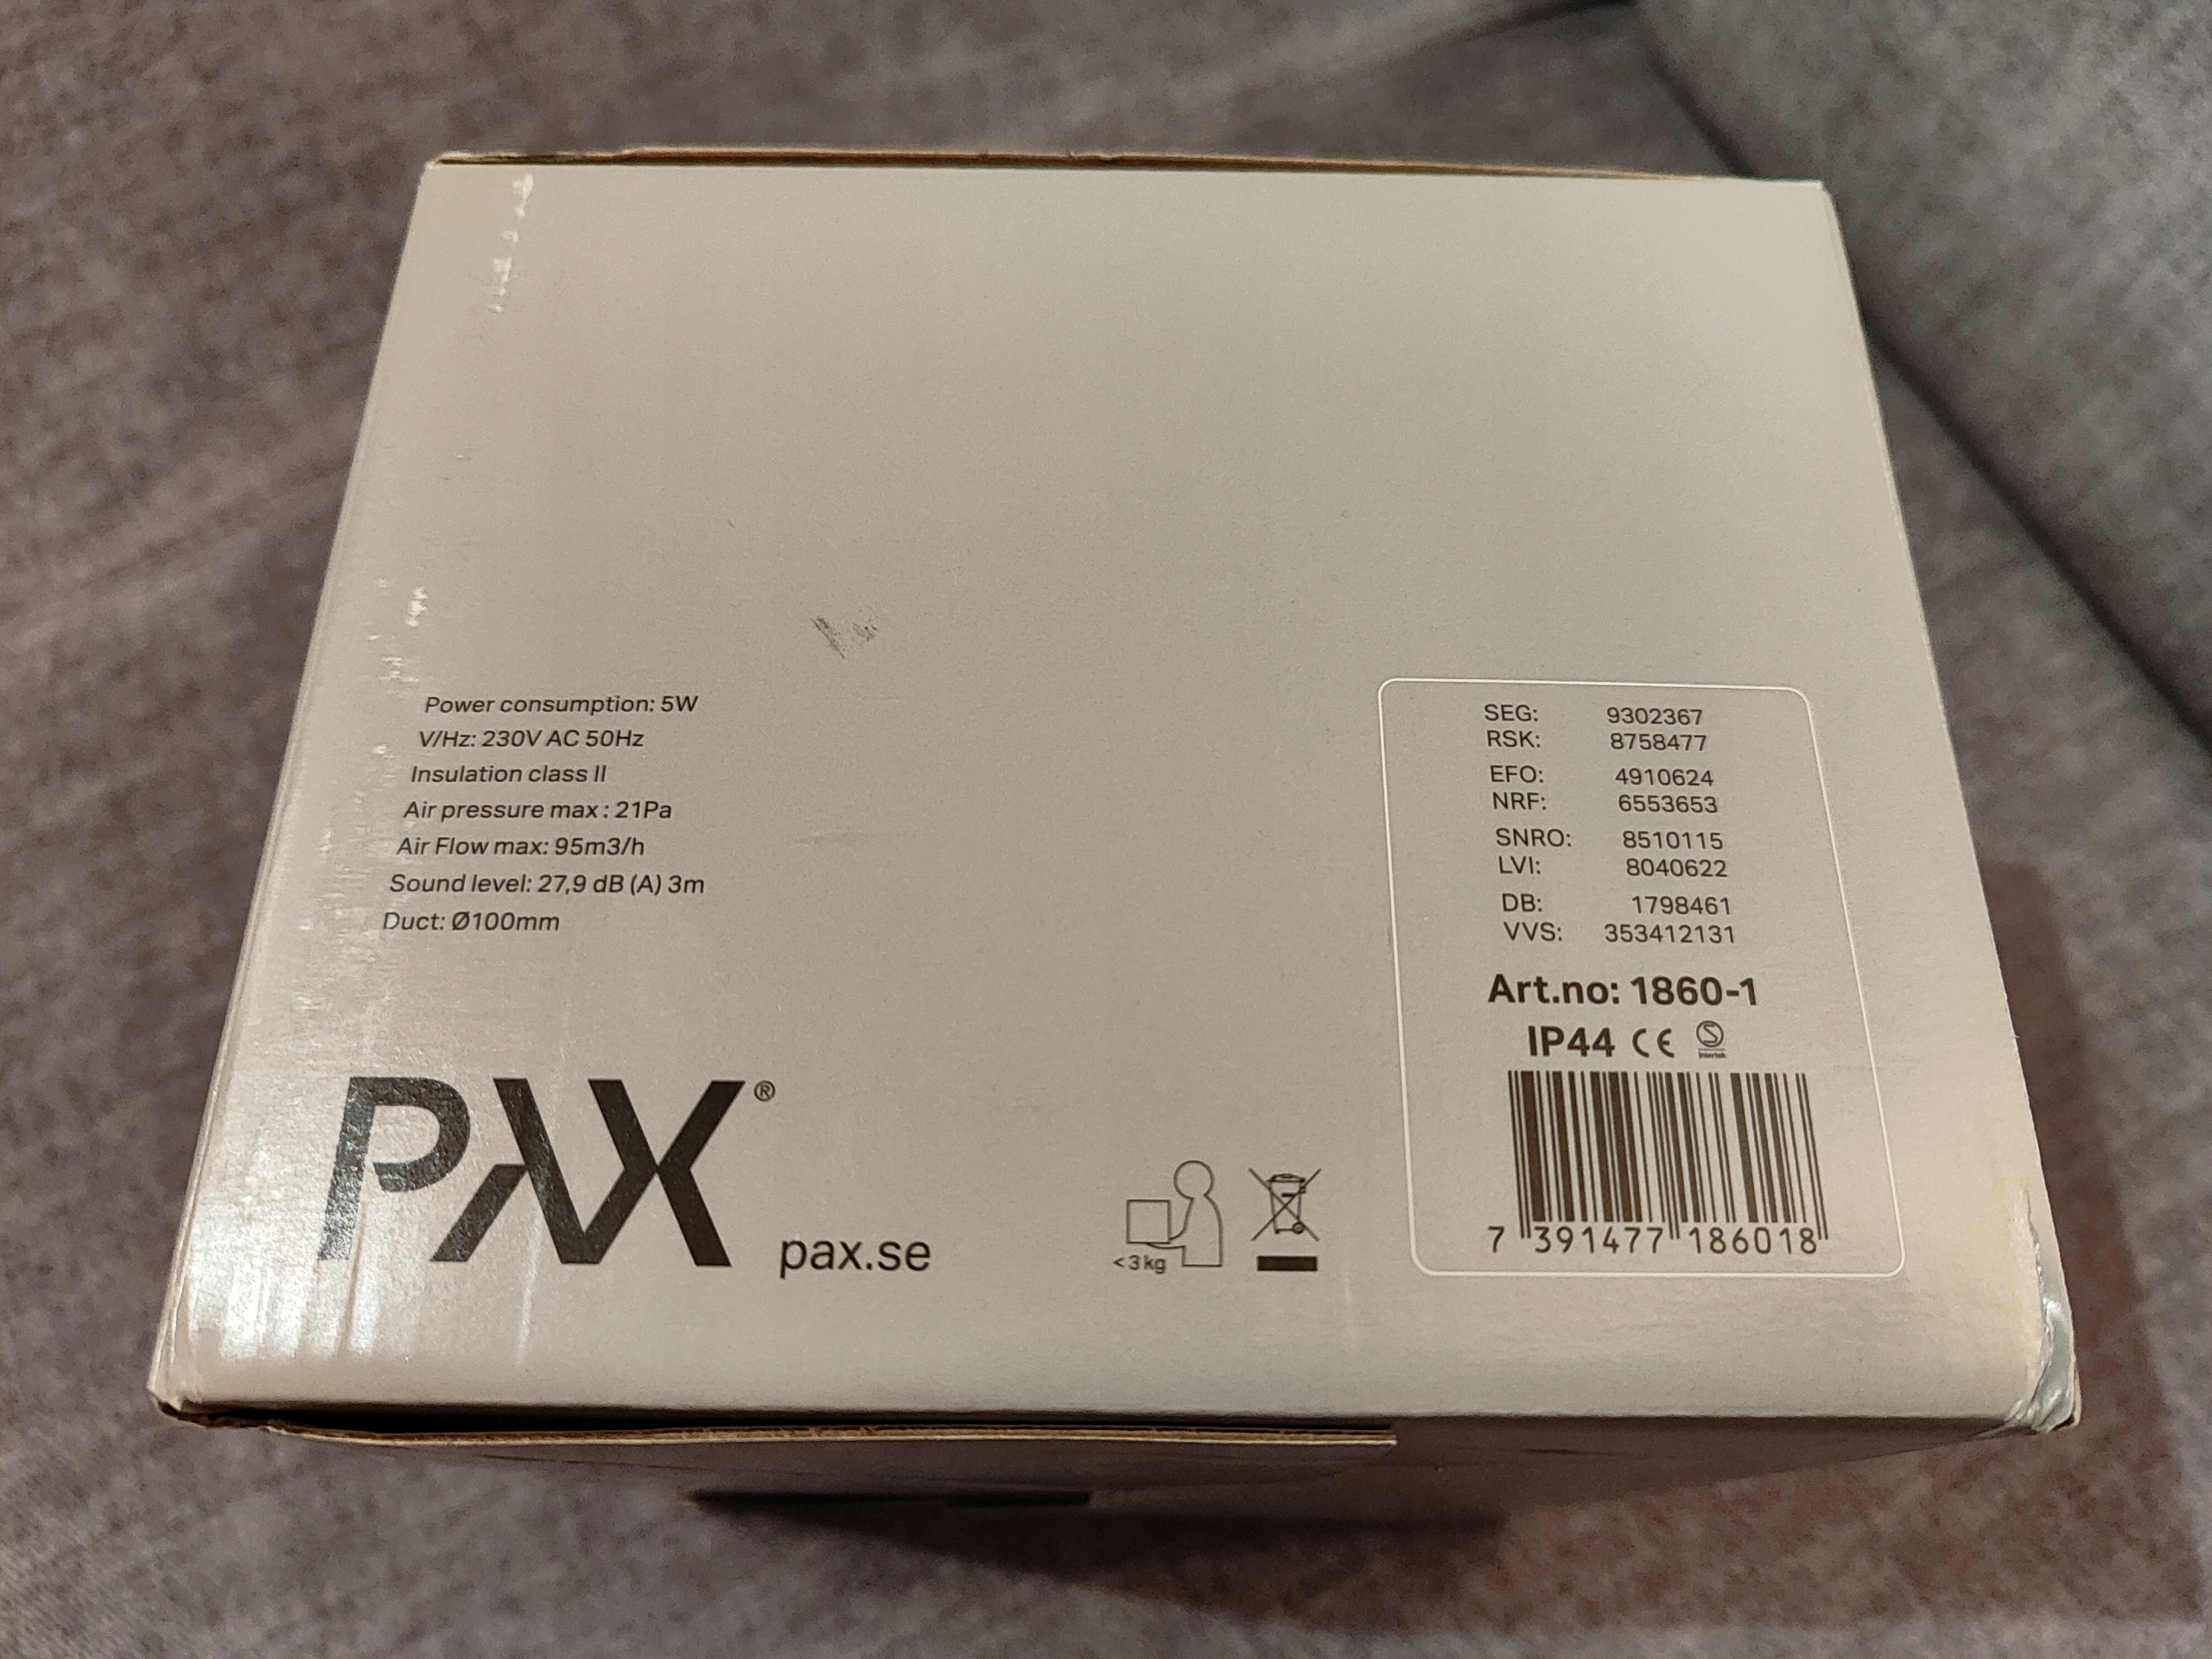 Power consumption: 5W
V/Hz: 230V AC 50Hz
Insulation class II
Air pressure max : 21Pa
Air Flow max: 95m3/h
Sound level: 27,9 dB (A) 3m
Duct: Ø100mm
PAX®
pax.se
<3kg
SEG: 9302367
RSK: 8758477
EFO: 4910624
NRF: 6553653
SNRO: 8510115
LVI: 8040622
DB: 1798461
VVS: 353412131
Art.no: 1860-1
IP44 CE S
Intertek
7 391477 186018